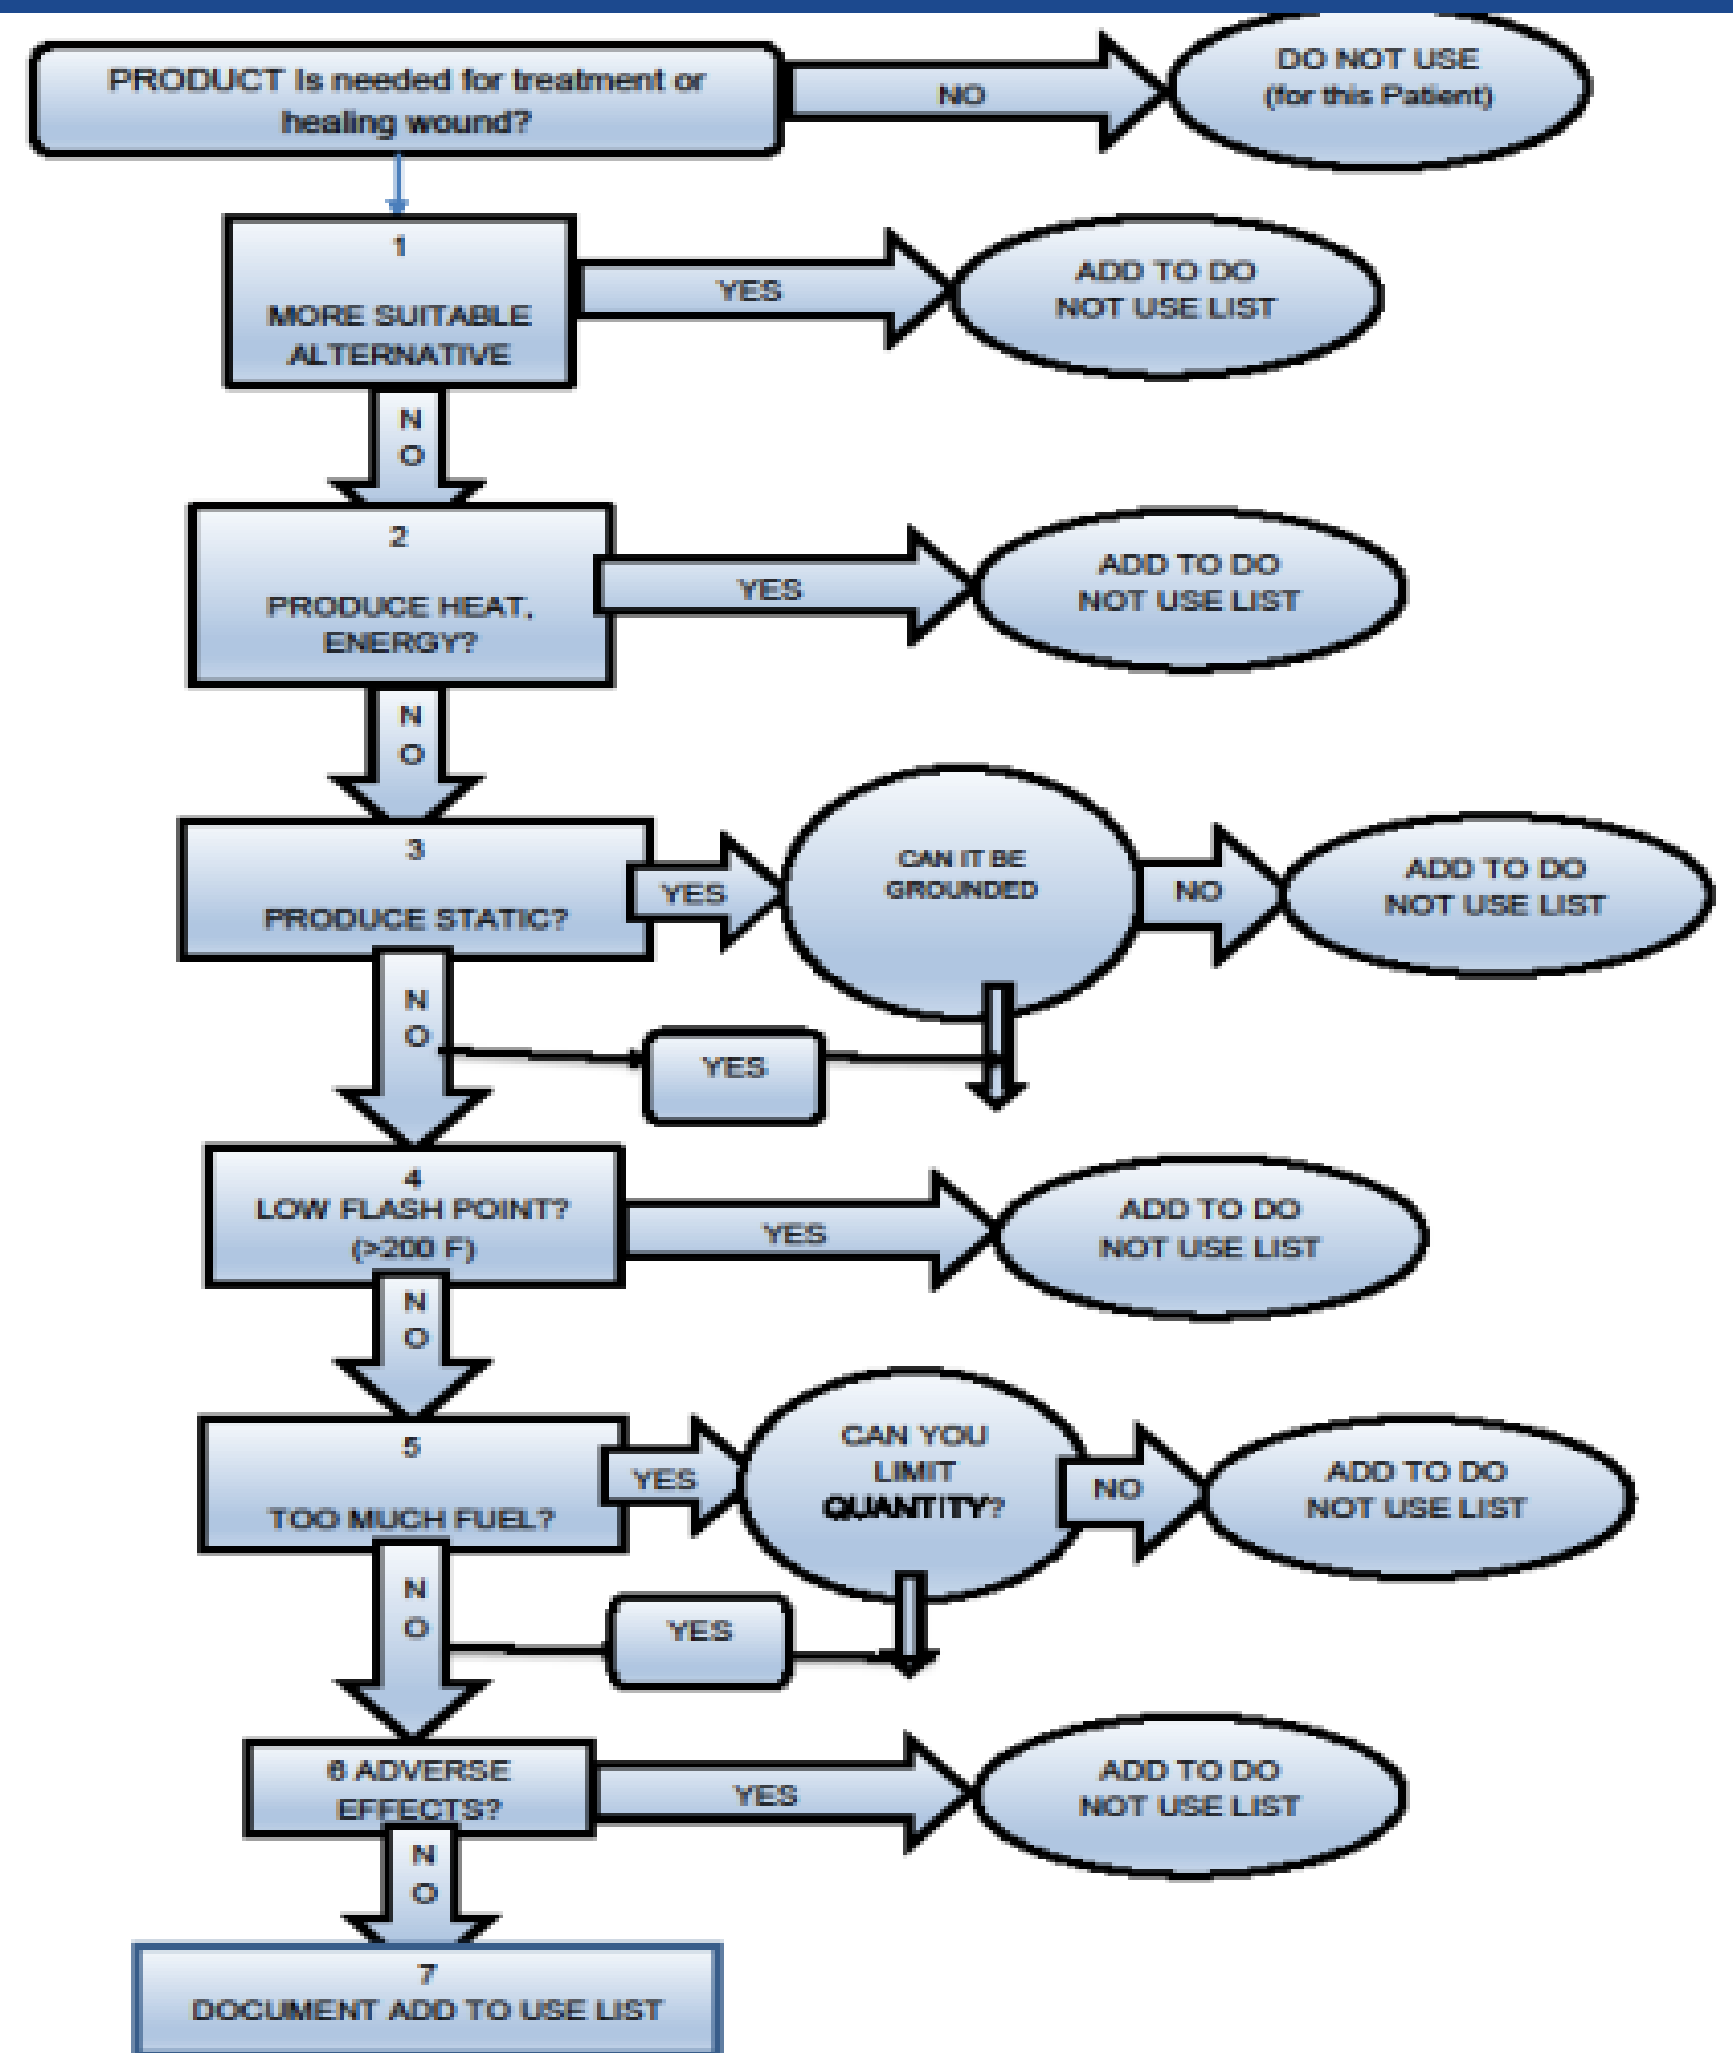 PRODUCT Is needed for treatment or
healing wound?
NO
DO NOT USE
(for this Patient)
1
MORE SUITABLE
ALTERNATIVE
YES
ADD TO DO
NOT USE LIST
N
O
2
PRODUCE HEAT,
ENERGY?
YES
ADD TO DO
NOT USE LIST
N
O
3
PRODUCE STATIC?
YES
CAN IT BE
GROUNDED
NO
ADD TO DO
NOT USE LIST
N
O
YES
4
LOW FLASH POINT?
(>200 F)
YES
ADD TO DO
NOT USE LIST
N
O
5
TOO MUCH FUEL?
YES
CAN YOU
LIMIT
QUANTITY?
NO
ADD TO DO
NOT USE LIST
N
O
YES
6 ADVERSE
EFFECTS?
YES
ADD TO DO
NOT USE LIST
N
O
7
DOCUMENT ADD TO USE LIST